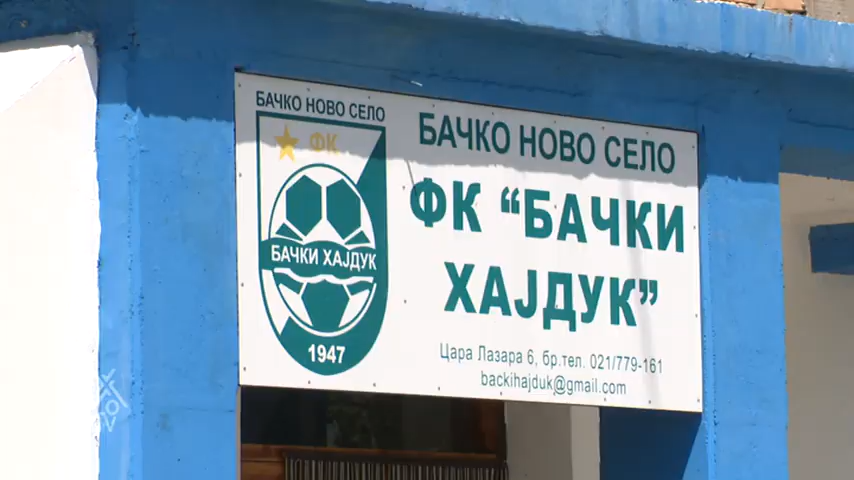 БАЧКО НОВО СЕЛО
ФК
БАЧКИ ХАЈДУК
1947
БАЧКО НОВО СЕЛО
ФК “БАЧКИ
ХАЈДУК”
Цара Лазара 6, бр.тел. 021/779-161
backihajduk@gmail.com